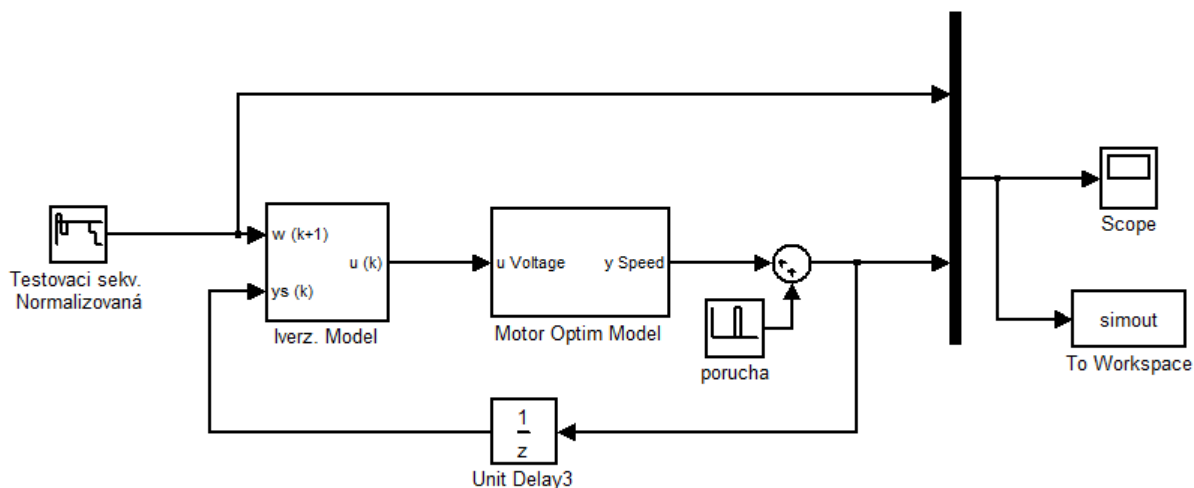 Testovaci sekv.
Normalizovaná
w (k+1)
ys (k)
u (k)
Iverz. Model
u Voltage
y Speed
Motor Optim Model
porucha
1
z
Unit Delay3
Scope
simout
To Workspace